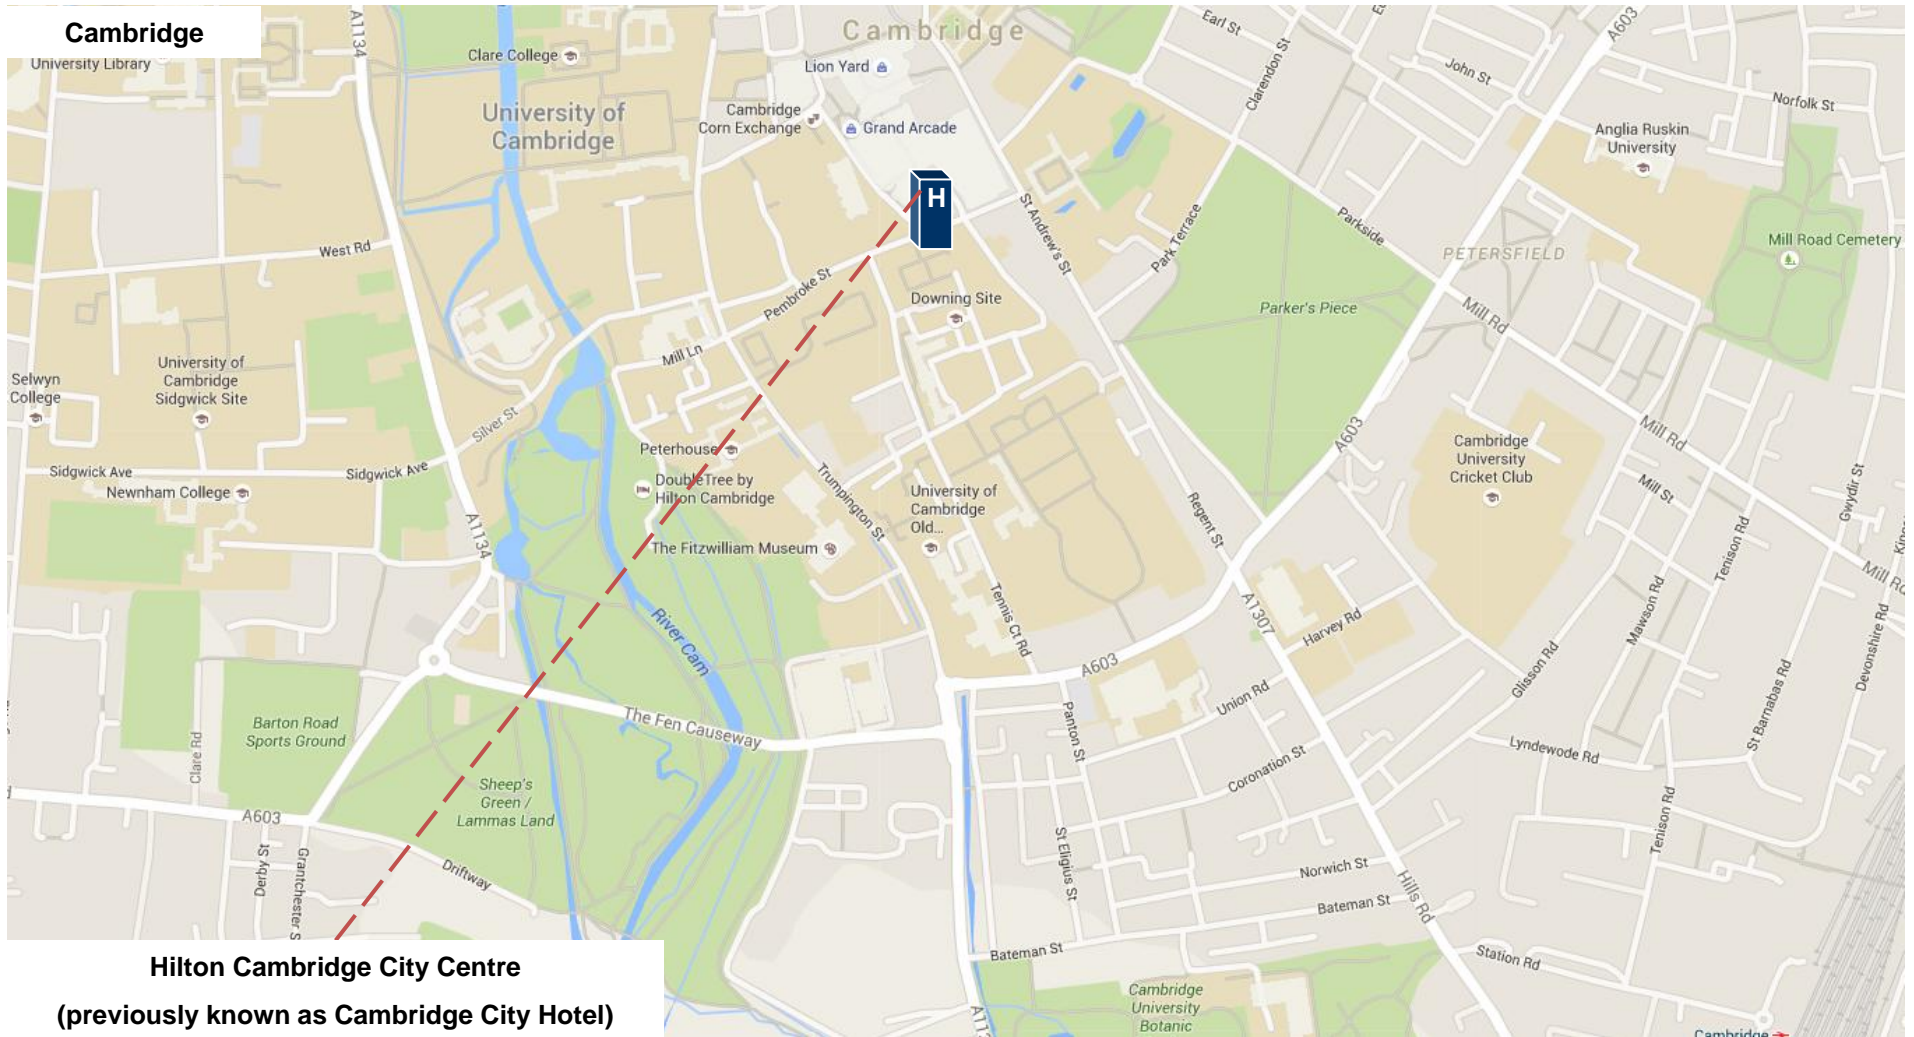 Cambridge
University Library
A1134
Clare College
Cambridge
Lion Yard
Earl St
Clarendon St
A603
John St
Norfolk St
University of
Cambridge
Cambridge
Corn Exchange
Grand Arcade
Anglia Ruskin
University
H
St Andrew's St
Park Terrace
Parkside
PETERSFIELD
Mill Road Cemetery
West Rd
Pembroke St
Downing Site
Parker's Piece
Mill Rd
Mill Ln
University of
Cambridge
Sidgwick Site
Selwyn
College
Silver St
A603
Mill Rd
Cambridge
University
Cricket Club
Peterhouse
Sidgwick Ave
Sidgwick Ave
Newnham College
DoubleTree by
Hilton Cambridge
Trumpington St
University of
Cambridge
Old...
Regent St
Mill St
Gwydir St
Tenison Rd
A1134
The Fitzwilliam Museum
Mill Rd
Tennis Ct Rd
A1307
Harvey Rd
Mawson Rd
Devonshire Rd
River Cam
A603
Glisson Rd
Union Rd
St Barnabas Rd
Barton Road
Sports Ground
Clare Rd
The Fen Causeway
Panton St
Coronation St
Lyndewode Rd
Sheep's
Green /
Lammas Land
A603
Tenison Rd
Derby St
Grantchester S
Driftway
St Eligius St
Norwich St
Hills Rd
Bateman St
Bateman St
Station Rd
Hilton Cambridge City Centre
(previously known as Cambridge City Hotel)
Cambridge
University
Botanic
Cambridge